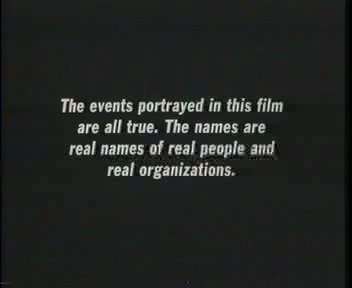 The events portrayed in this film
are all true. The names are
real names of real people and
real organizations.